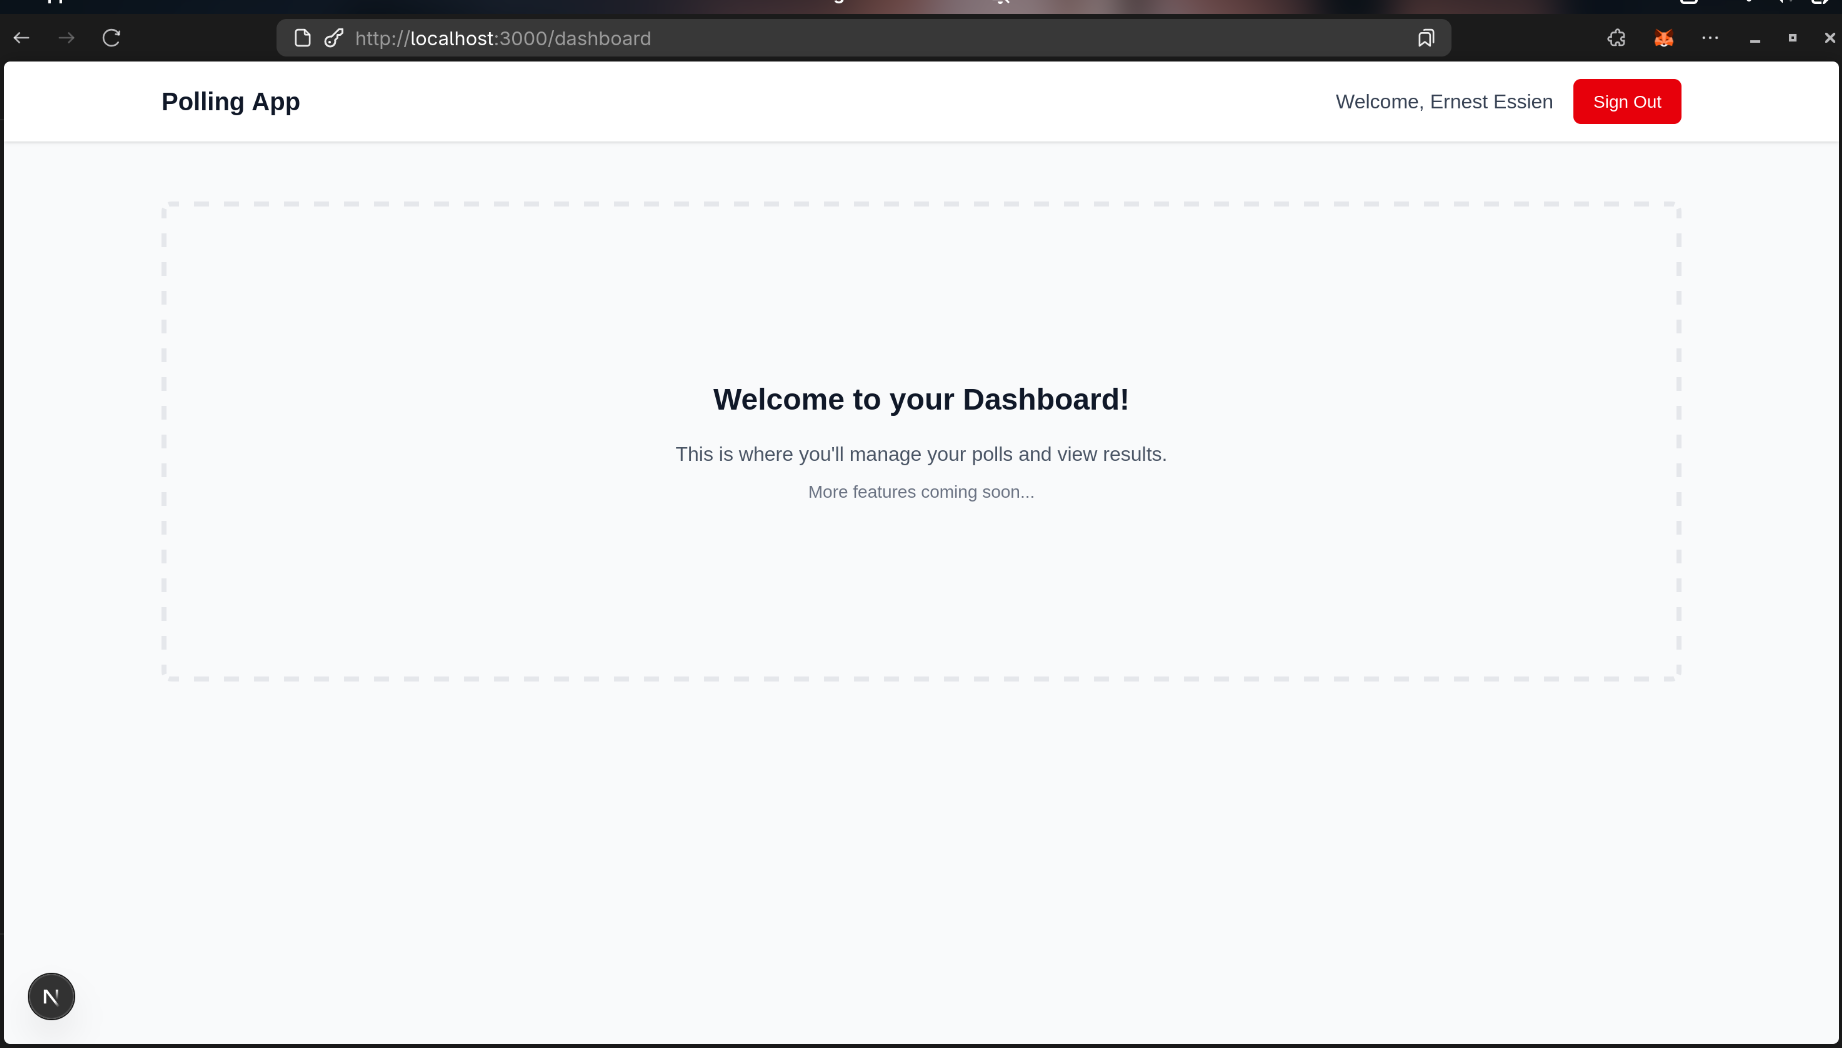 http://localhost:3000/dashboard
Polling App
Welcome, Ernest Essien
Sign Out
Welcome to your Dashboard!
This is where you'll manage your polls and view results.
More features coming soon...
N